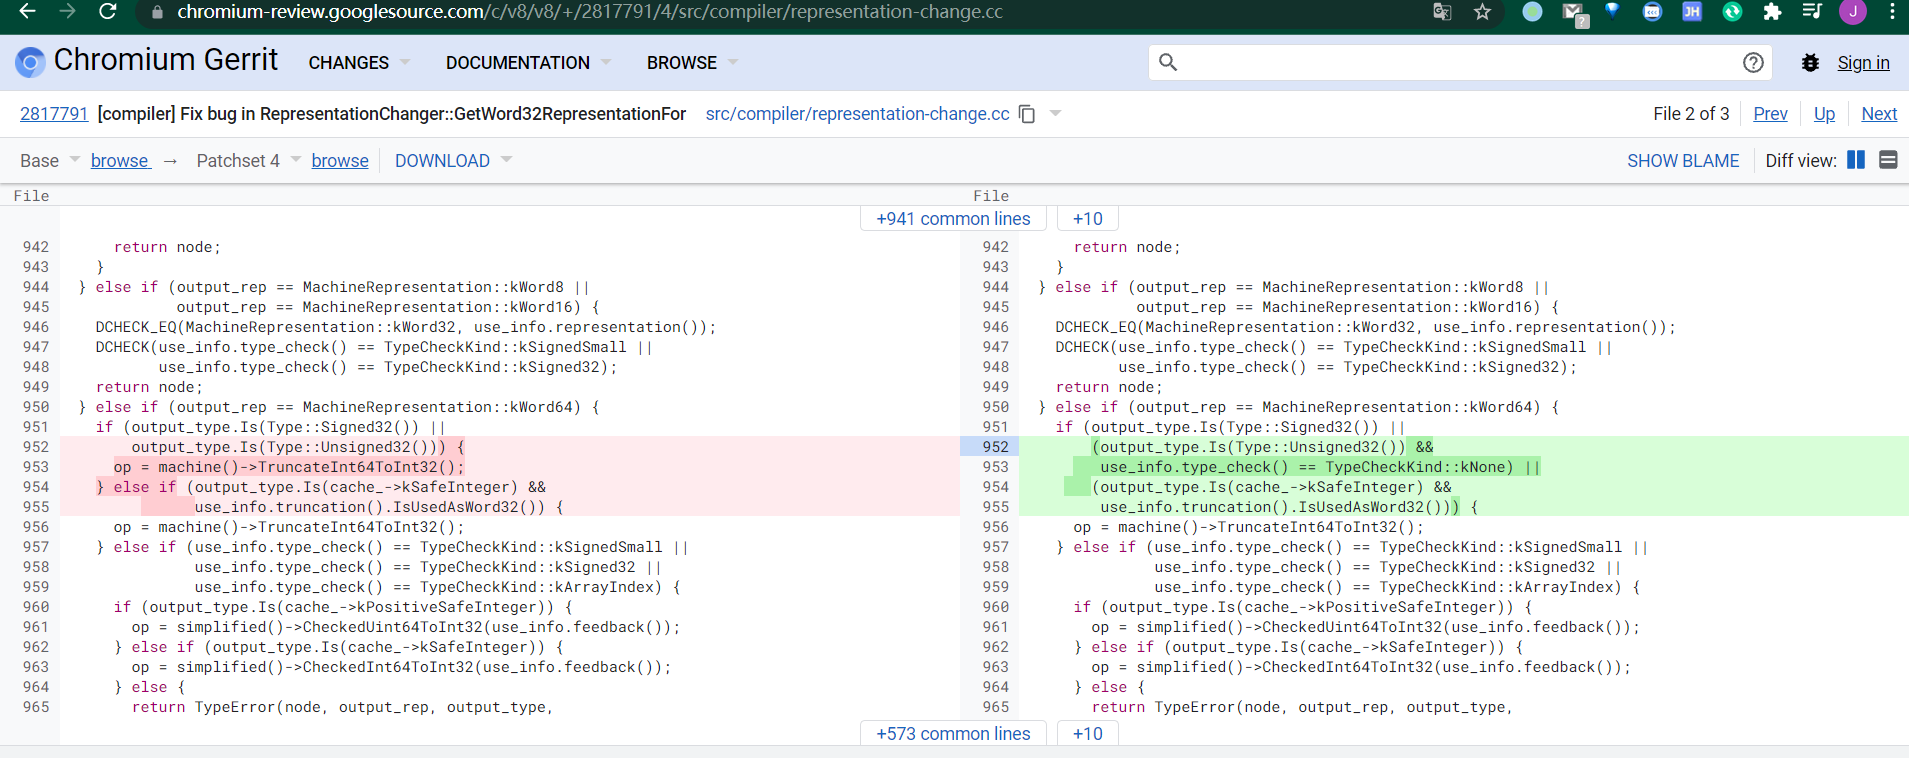 chromium-review.googlesource.com/c/v8/v8/+/2817791/4/src/compiler/representation-change.cc
Chromium Gerrit CHANGES DOCUMENTATION BROWSE Sign in
2817791 [compiler] Fix bug in RepresentationChanger::GetWord32RepresentationFor src/compiler/representation-change.cc File 2 of 3 Prev Up Next
Base browse → Patchset 4 browse DOWNLOAD SHOW BLAME Diff view:
File File
+941 common lines +10
942 return node;
943 }
944 } else if (output_rep == MachineRepresentation::kWord8 ||
945 output_rep == MachineRepresentation::kWord16) {
946 DCHECK_EQ(MachineRepresentation::kWord32, use_info.representation());
947 DCHECK(use_info.type_check() == TypeCheckKind::kSignedSmall ||
948 use_info.type_check() == TypeCheckKind::kSigned32);
949 return node;
950 } else if (output_rep == MachineRepresentation::kWord64) {
951 if (output_type.Is(Type::Signed32()) ||
952 output_type.Is(Type::Unsigned32())) {
953 op = machine()->TruncateInt64ToInt32();
954 } else if (output_type.Is(cache_->kSafeInteger) &&
955 use_info.truncation().IsUsedAsWord32()) {
956 op = machine()->TruncateInt64ToInt32();
957 } else if (use_info.type_check() == TypeCheckKind::kSignedSmall ||
958 use_info.type_check() == TypeCheckKind::kSigned32 ||
959 use_info.type_check() == TypeCheckKind::kArrayIndex) {
960 if (output_type.Is(cache_->kPositiveSafeInteger)) {
961 op = simplified()->CheckedUint64ToInt32(use_info.feedback());
962 } else if (output_type.Is(cache_->kSafeInteger)) {
963 op = simplified()->CheckedInt64ToInt32(use_info.feedback());
964 } else {
965 return TypeError(node, output_rep, output_type,
942 return node;
943 }
944 } else if (output_rep == MachineRepresentation::kWord8 ||
945 output_rep == MachineRepresentation::kWord16) {
946 DCHECK_EQ(MachineRepresentation::kWord32, use_info.representation());
947 DCHECK(use_info.type_check() == TypeCheckKind::kSignedSmall ||
948 use_info.type_check() == TypeCheckKind::kSigned32);
949 return node;
950 } else if (output_rep == MachineRepresentation::kWord64) {
951 if (output_type.Is(Type::Signed32()) ||
952 (output_type.Is(Type::Unsigned32()) &&
953 use_info.type_check() == TypeCheckKind::kNone) ||
954 (output_type.Is(cache_->kSafeInteger) &&
955 use_info.truncation().IsUsedAsWord32())) {
956 op = machine()->TruncateInt64ToInt32();
957 } else if (use_info.type_check() == TypeCheckKind::kSignedSmall ||
958 use_info.type_check() == TypeCheckKind::kSigned32 ||
959 use_info.type_check() == TypeCheckKind::kArrayIndex) {
960 if (output_type.Is(cache_->kPositiveSafeInteger)) {
961 op = simplified()->CheckedUint64ToInt32(use_info.feedback());
962 } else if (output_type.Is(cache_->kSafeInteger)) {
963 op = simplified()->CheckedInt64ToInt32(use_info.feedback());
964 } else {
965 return TypeError(node, output_rep, output_type,
+573 common lines +10